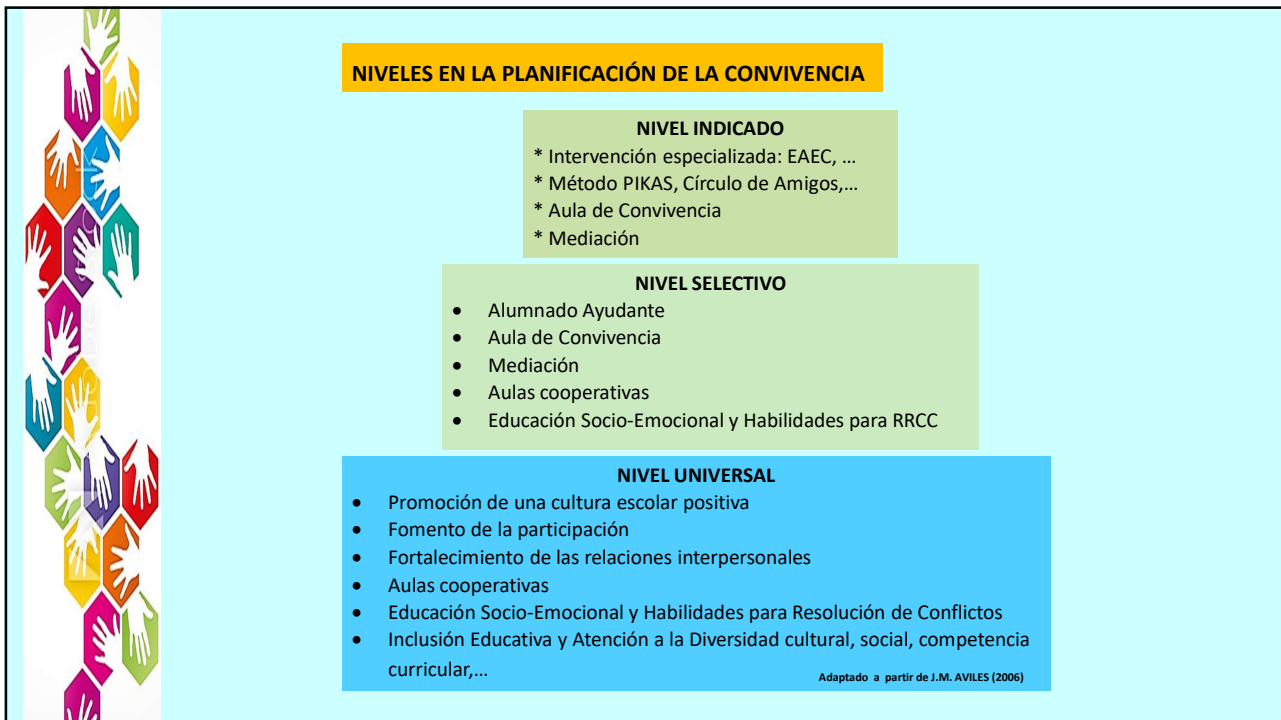 NIVELES EN LA PLANIFICACIÓN DE LA CONVIVENCIA
NIVEL INDICADO
* Intervención especializada: EAEC, ...
* Método PIKAS, Círculo de Amigos,...
* Aula de Convivencia
* Mediación
NIVEL SELECTIVO
• Alumnado Ayudante
• Aula de Convivencia
• Mediación
• Aulas cooperativas
• Educación Socio-Emocional y Habilidades para RRCC
NIVEL UNIVERSAL
• Promoción de una cultura escolar positiva
• Fomento de la participación
• Fortalecimiento de las relaciones interpersonales
• Aulas cooperativas
• Educación Socio-Emocional y Habilidades para Resolución de Conflictos
• Inclusión Educativa y Atención a la Diversidad cultural, social, competencia
curricular,...
Adaptado a partir de J.M. AVILES (2006)